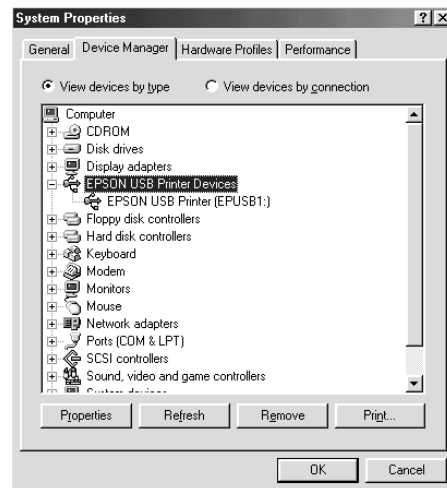 System Properties
General Device Manager Hardware Profiles Performance
View devices by type View devices by connection
Computer
CDROM
Disk drives
Display adapters
EPSON USB Printer Devices
EPSON USB Printer (EPUSB1:)
Floppy disk controllers
Hard disk controllers
Keyboard
Modem
Monitors
Mouse
Network adapters
Ports (COM & LPT)
SCSI controllers
Sound, video and game controllers
Properties Refresh Remove Print...
OK Cancel